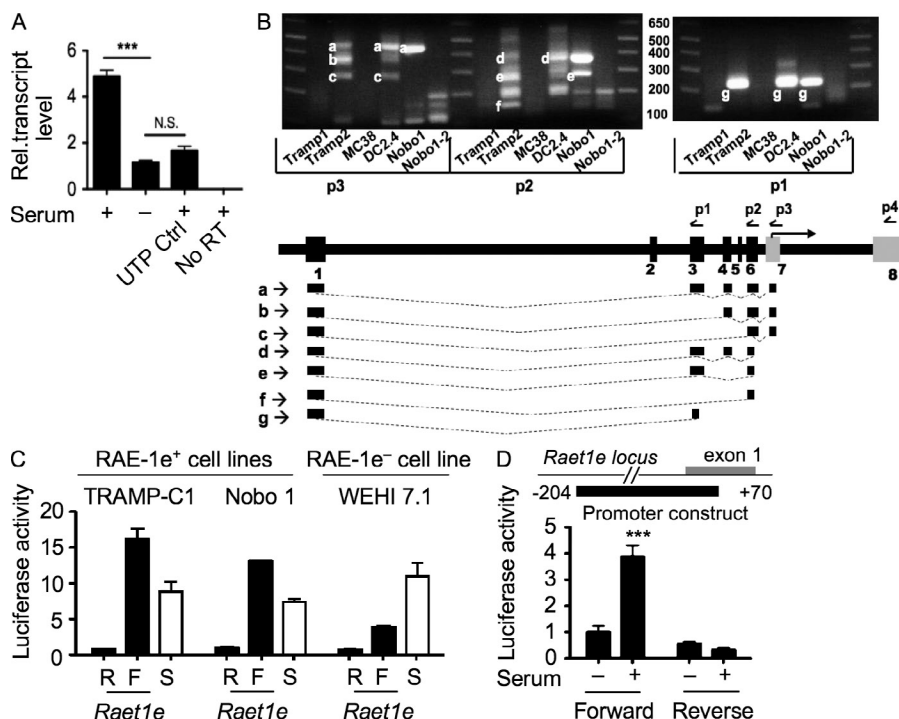 A
***
N.S.
Rel.transcript
level
6
4
2
0
Serum + – + +
UTP Ctrl
No RT
B
a a a
b
c c
d d
e e
f
650
500
400
300
200
100
g g g
Tramp1
Tramp2
MC38
DC2.4
Nobo1
Nobo1-2
Tramp1
Tramp2
MC38
DC2.4
Nobo1
Nobo1-2
Tramp1
Tramp2
MC38
DC2.4
Nobo1
Nobo1-2
p3 p2 p1
p1 p2 p3 p4
1 2 3 4 5 6 7 8
a →
b →
c →
d →
e →
f →
g →
C
RAE-1e⁺ cell lines RAE-1e⁻ cell line
TRAMP-C1 Nobo 1 WEHI 7.1
Luciferase activity
20
15
10
5
0
R F S R F S R F S
Raet1e Raet1e Raet1e
D
Raet1e locus exon 1
-204 +70
Promoter construct
Luciferase activity
5
4
3
2
1
0
***
Serum – + – +
Forward Reverse